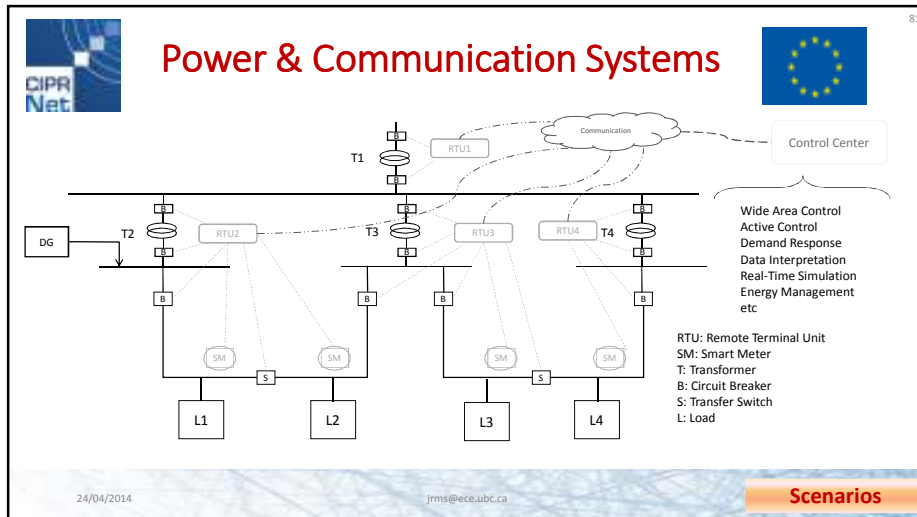 81
CIPR
Net
Power & Communication Systems
Communication
Control Center
B
RTU1
T1
B
B
B
B
T2
RTU2
T3
RTU3
RTU4
T4
DG
B
B
B
B
B
B
B
SM
SM
SM
SM
S
S
L1
L2
L3
L4
Wide Area Control
Active Control
Demand Response
Data Interpretation
Real-Time Simulation
Energy Management
etc
RTU: Remote Terminal Unit
SM: Smart Meter
T: Transformer
B: Circuit Breaker
S: Transfer Switch
L: Load
24/04/2014
jrms@ece.ubc.ca
Scenarios